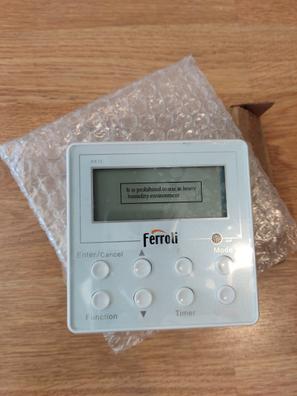 It is prohibited to use in heavy
humidity environment
Ferroli
Enter/Cancel
▲
Mode
Function
▼
Timer